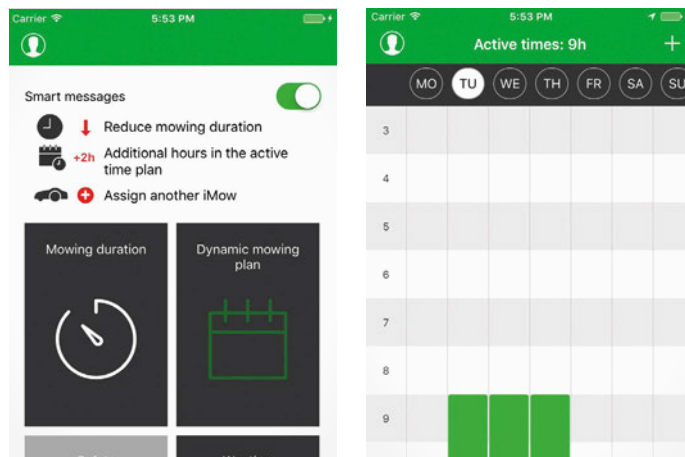 Carrier 5:53 PM
Smart messages
Reduce mowing duration
+2h Additional hours in the active
time plan
Assign another iMow
Mowing duration
Dynamic mowing
plan
Carrier 5:53 PM
Active times: 9h
MO TU WE TH FR SA SU
3
4
5
6
7
8
9